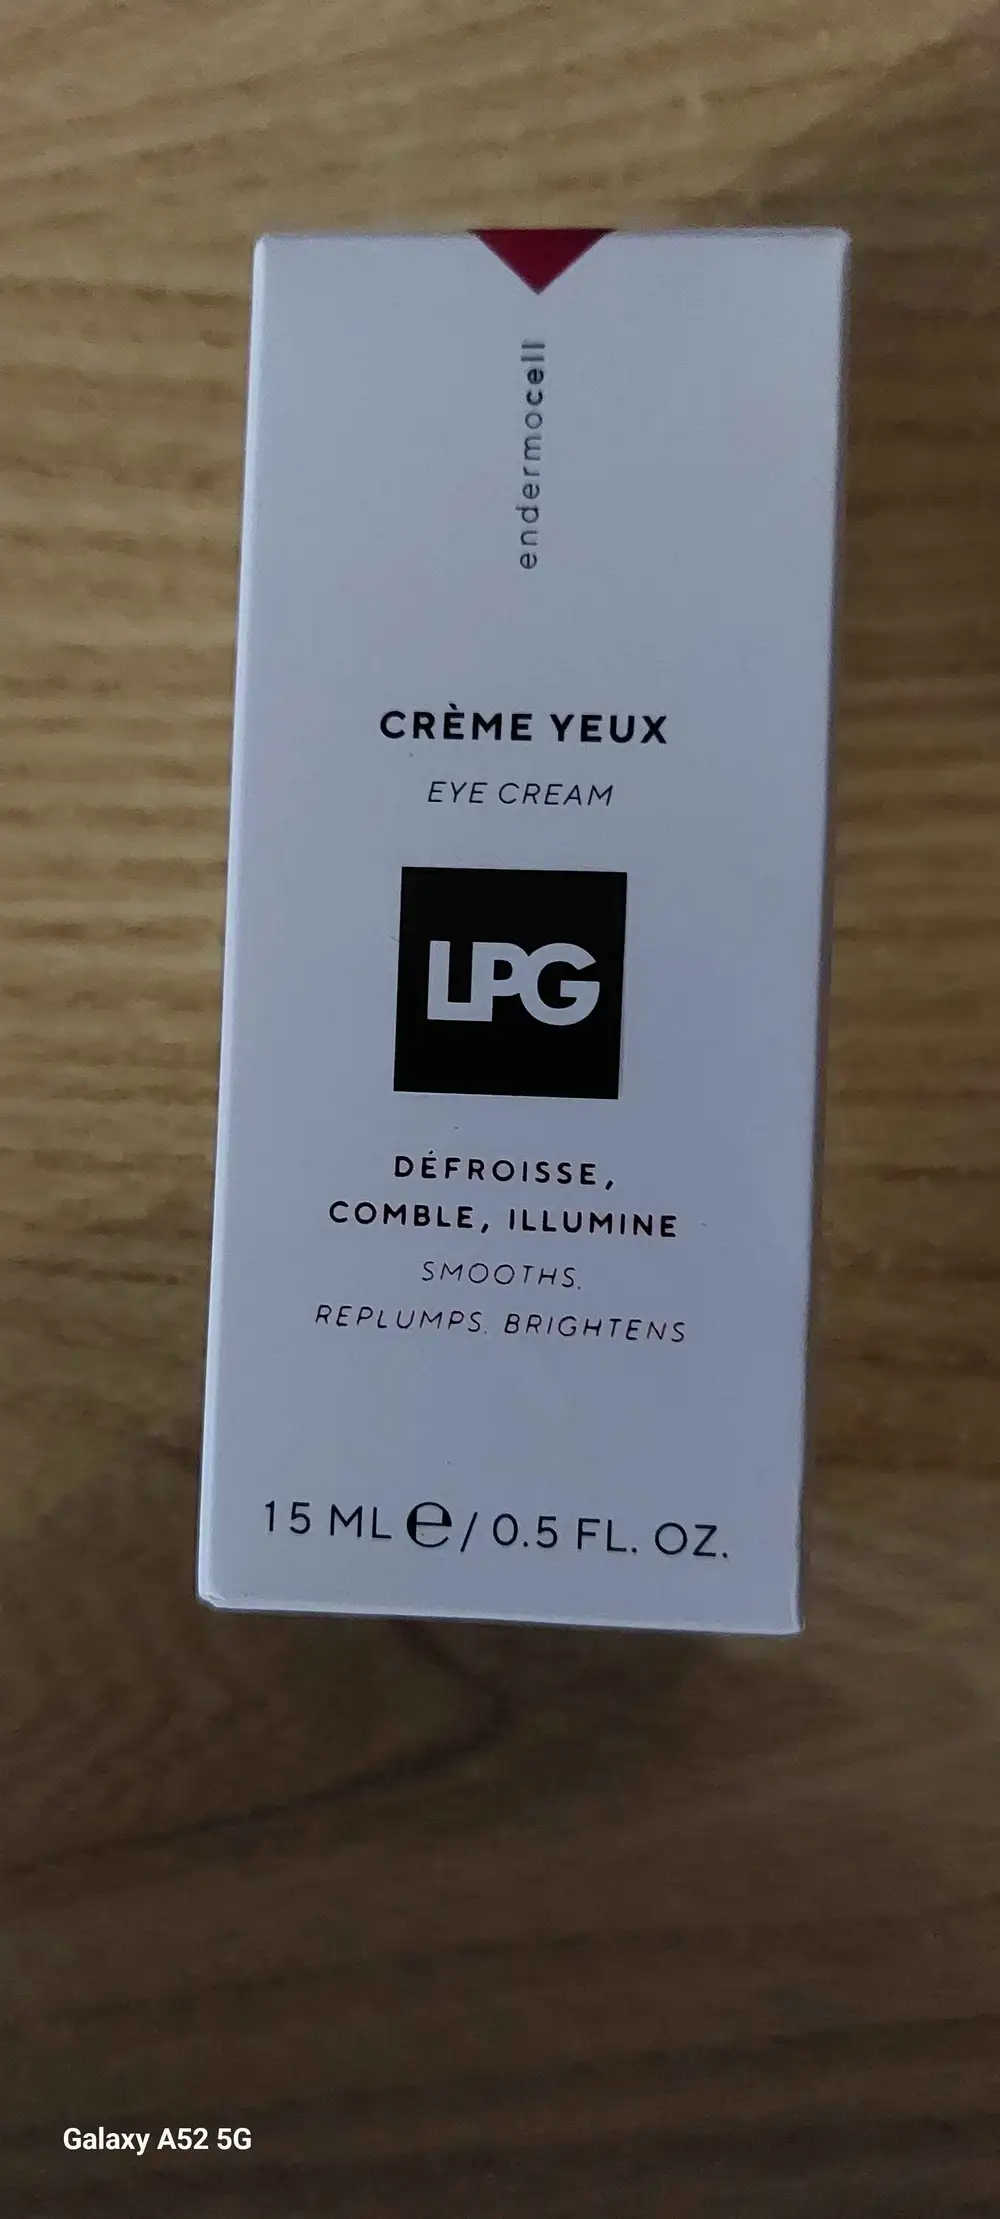 endermocell
CRÈME YEUX
EYE CREAM
LPG
DÉFROISSE,
COMBLE, ILLUMINE
SMOOTHS,
REPLUMPS, BRIGHTENS
15 ML ℮ / 0.5 FL. OZ.
Galaxy A52 5G